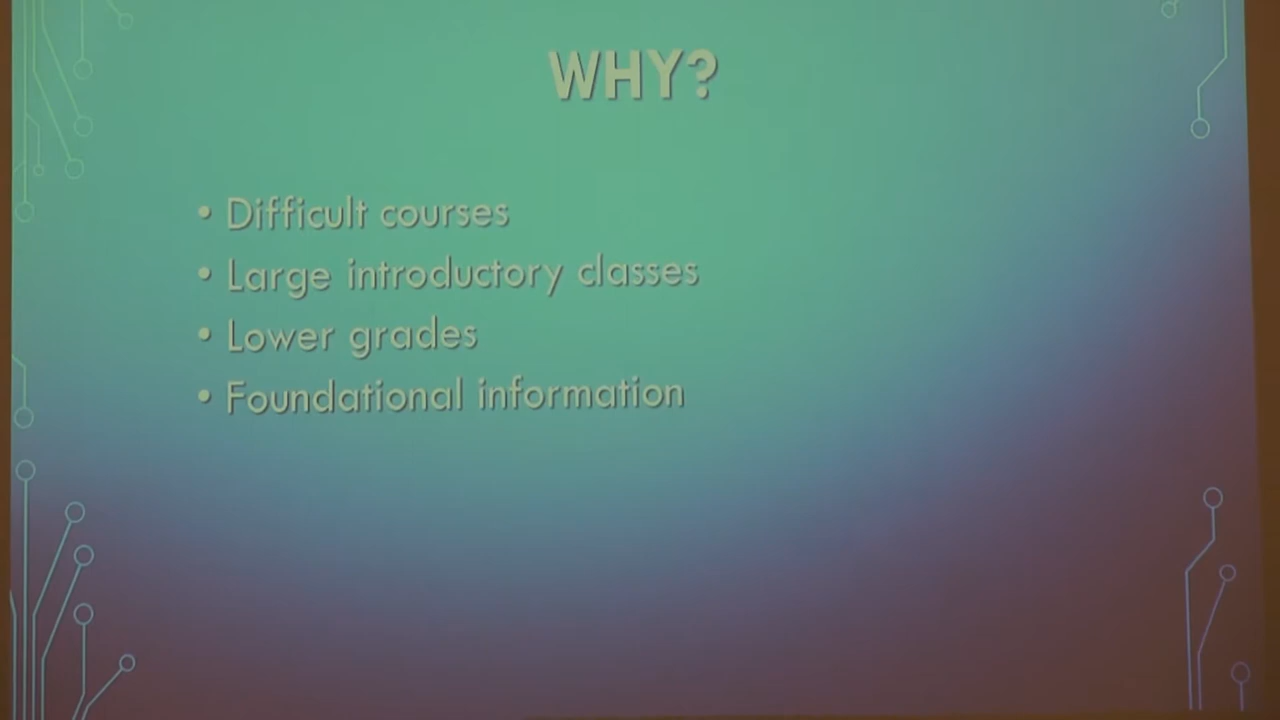 WHY?
• Difficult courses
• Large introductory classes
• Lower grades
• Foundational information